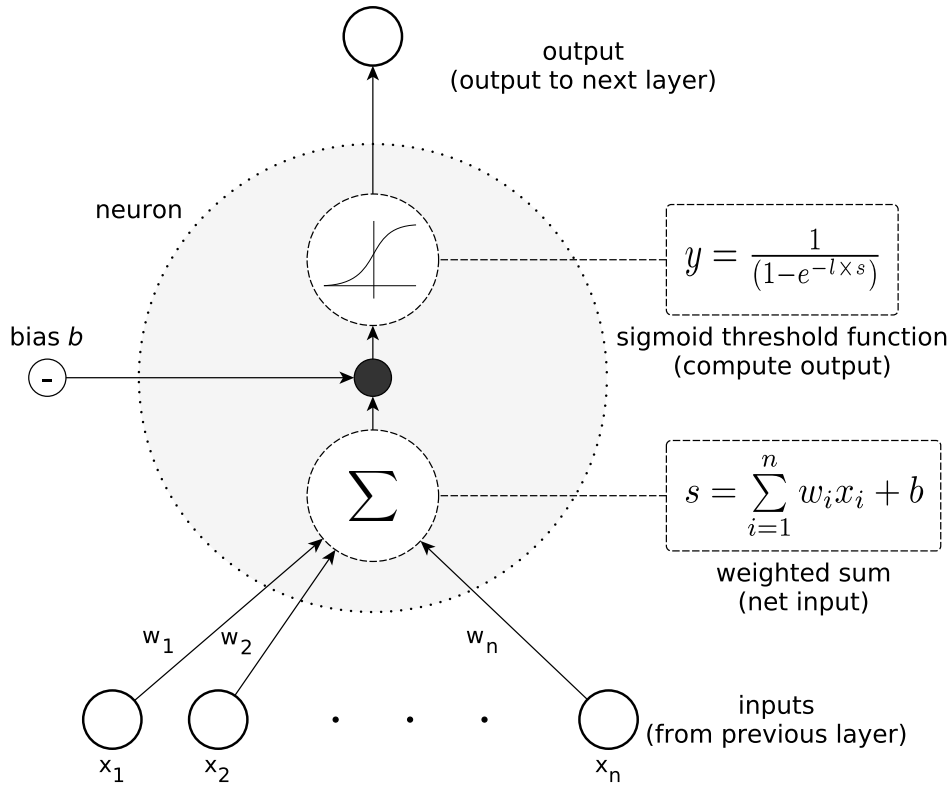 output
(output to next layer)
neuron
y = 1/(1−e^{−l×s})
bias b
-
sigmoid threshold function
(compute output)
∑
s = ∑_{i=1}^{n} w_i x_i + b
weighted sum
(net input)
w_1
w_2
w_n
. . .
inputs
(from previous layer)
x_1
x_2
x_n